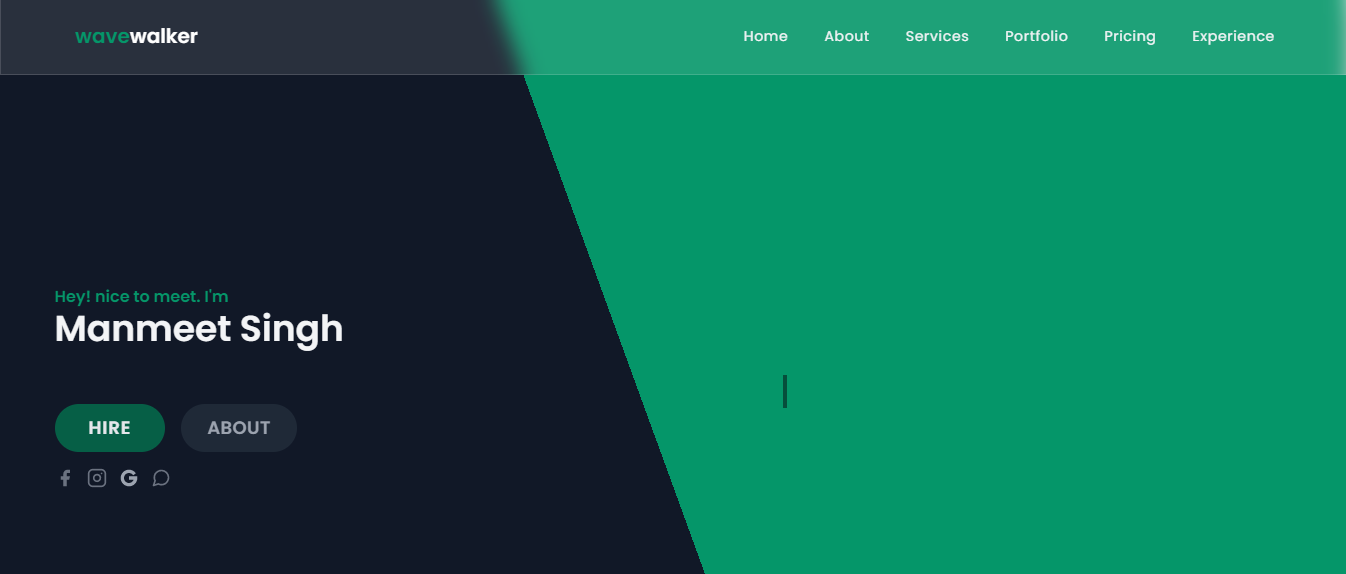 wavewalker
Home About Services Portfolio Pricing Experience
Hey! nice to meet. I'm
Manmeet Singh
HIRE ABOUT